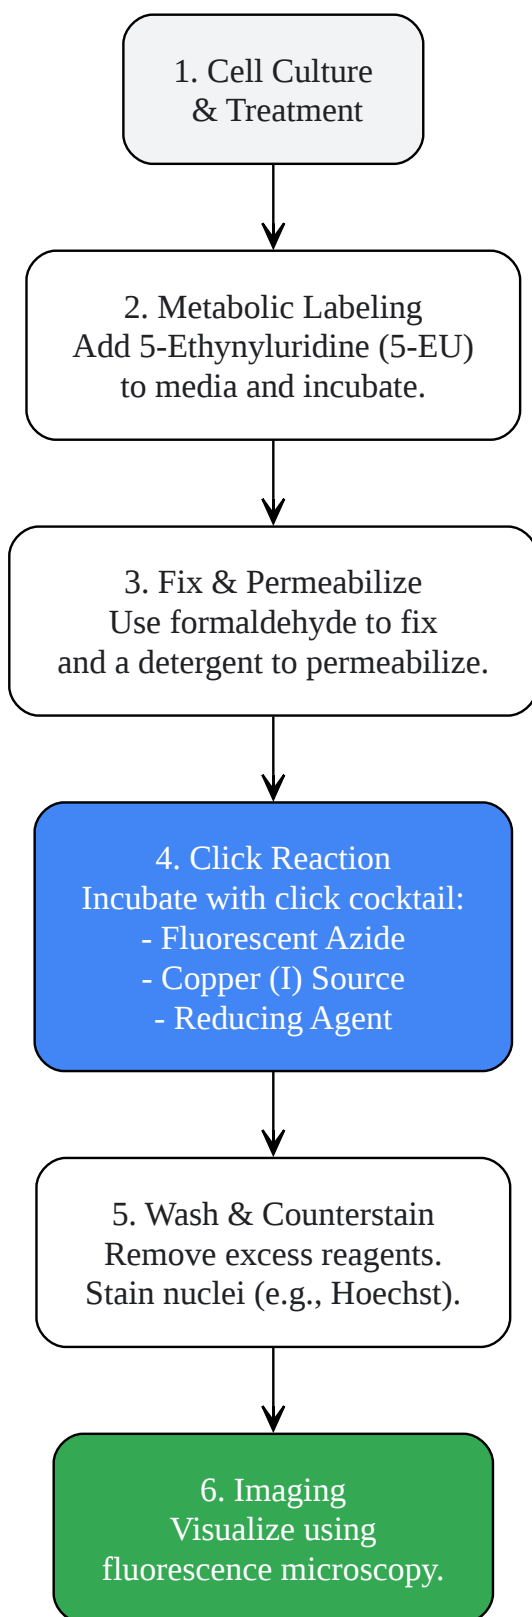 1. Cell Culture
& Treatment
2. Metabolic Labeling
Add 5-Ethynyluridine (5-EU)
to media and incubate.
3. Fix & Permeabilize
Use formaldehyde to fix
and a detergent to permeabilize.
4. Click Reaction
Incubate with click cocktail:
- Fluorescent Azide
- Copper (I) Source
- Reducing Agent
5. Wash & Counterstain
Remove excess reagents.
Stain nuclei (e.g., Hoechst).
6. Imaging
Visualize using
fluorescence microscopy.